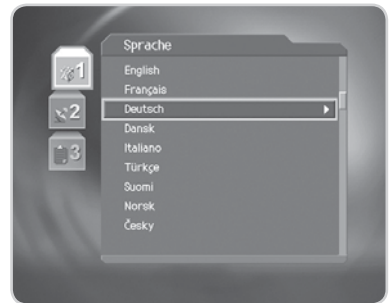 Sprache
1
English
Français
2
Deutsch
Dansk
3
Italiano
Türkçe
Suomi
Norsk
Česky